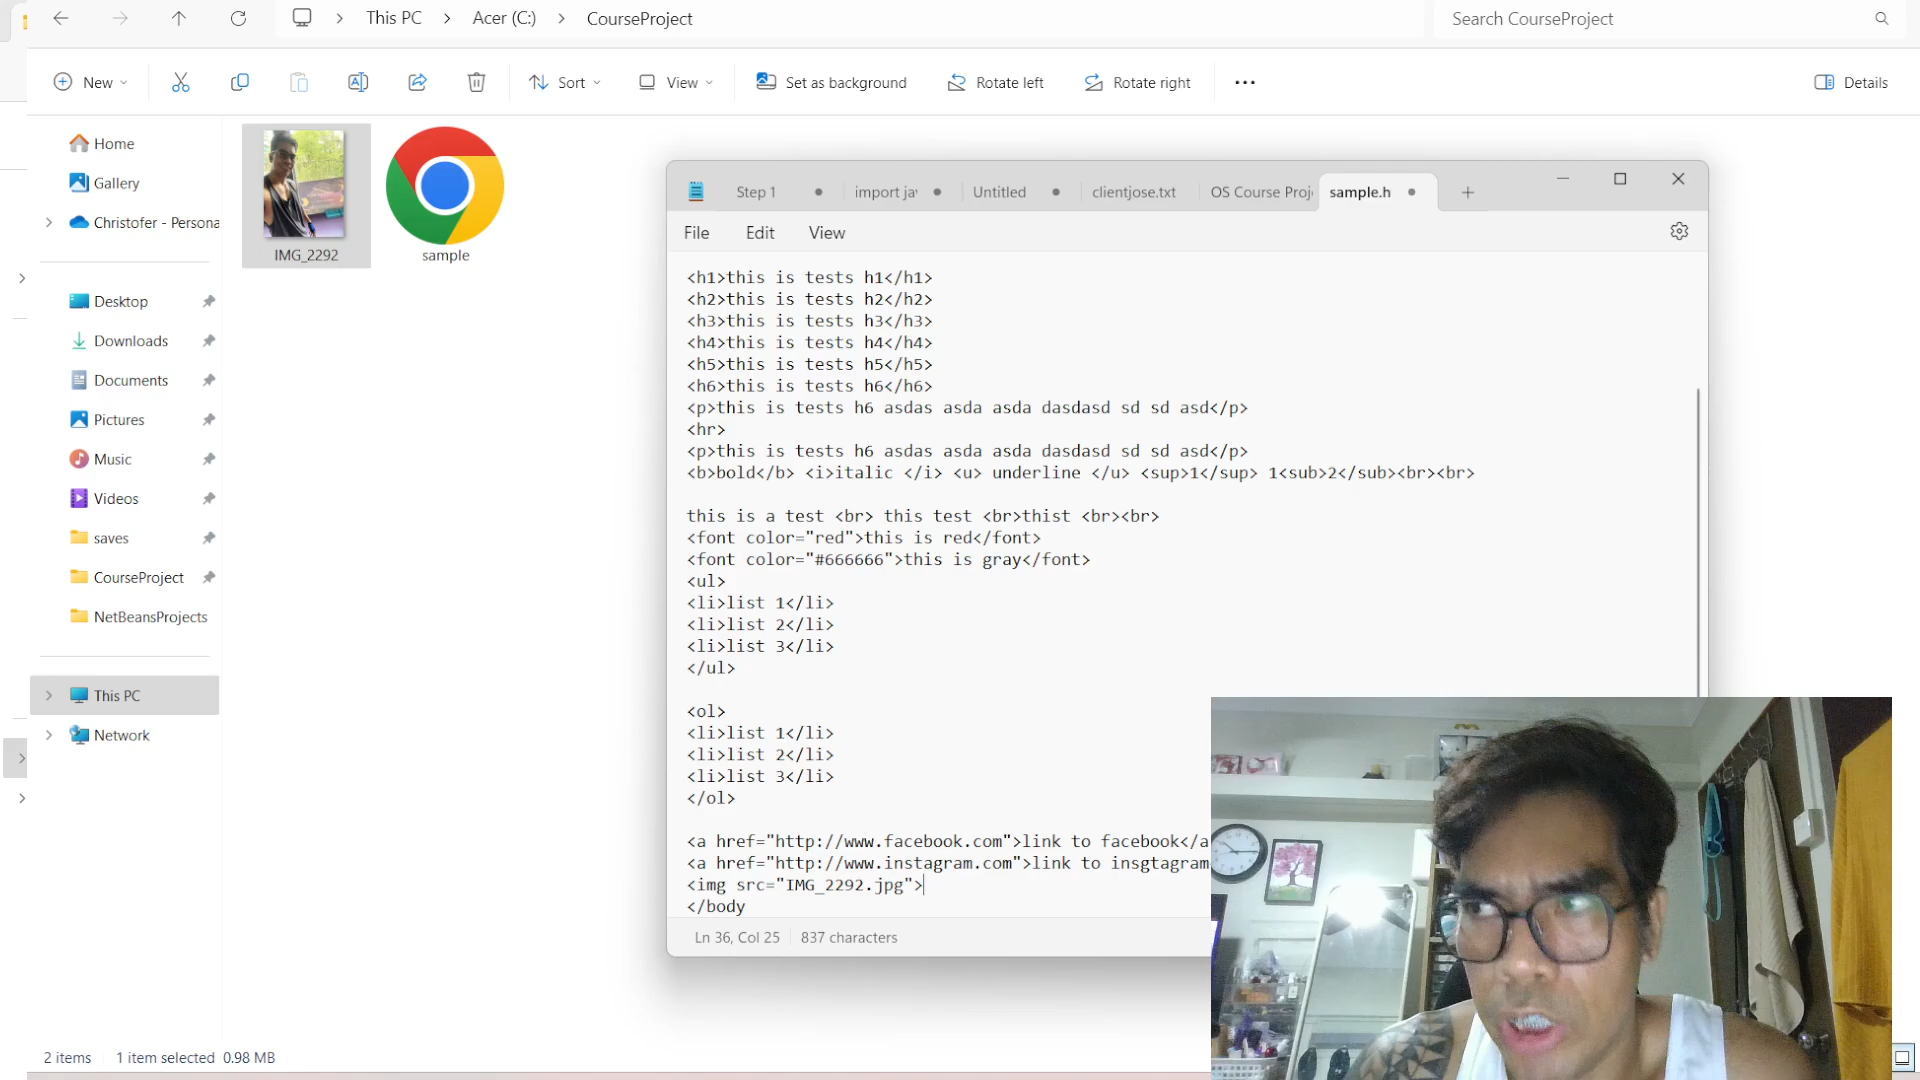 This PC > Acer (C:) > CourseProject
Search CourseProject
New
Sort
View
Set as background
Rotate left
Rotate right
Details
Home
Gallery
Christofer - Persona
Desktop
Downloads
Documents
Pictures
Music
Videos
saves
CourseProject
NetBeansProjects
This PC
Network
IMG_2292
sample
Step 1
import ja
Untitled
clientjose.txt
OS Course Proj
sample.h
File Edit View
<h1>this is tests h1</h1>
<h2>this is tests h2</h2>
<h3>this is tests h3</h3>
<h4>this is tests h4</h4>
<h5>this is tests h5</h5>
<h6>this is tests h6</h6>
<p>this is tests h6 asdas asda asda dasdasd sd sd asd</p>
<hr>
<p>this is tests h6 asdas asda asda dasdasd sd sd asd</p>
<b>bold</b> <i>italic </i> <u> underline </u> <sup>1</sup> 1<sub>2</sub><br><br>
this is a test <br> this test <br>thist <br><br>
<font color="red">this is red</font>
<font color="#666666">this is gray</font>
<ul>
<li>list 1</li>
<li>list 2</li>
<li>list 3</li>
</ul>
<ol>
<li>list 1</li>
<li>list 2</li>
<li>list 3</li>
</ol>
<a href="http://www.facebook.com">link to facebook</a
<a href="http://www.instagram.com">link to insgtagram
<img src="IMG_2292.jpg">
</body
Ln 36, Col 25
837 characters
2 items
1 item selected 0.98 MB